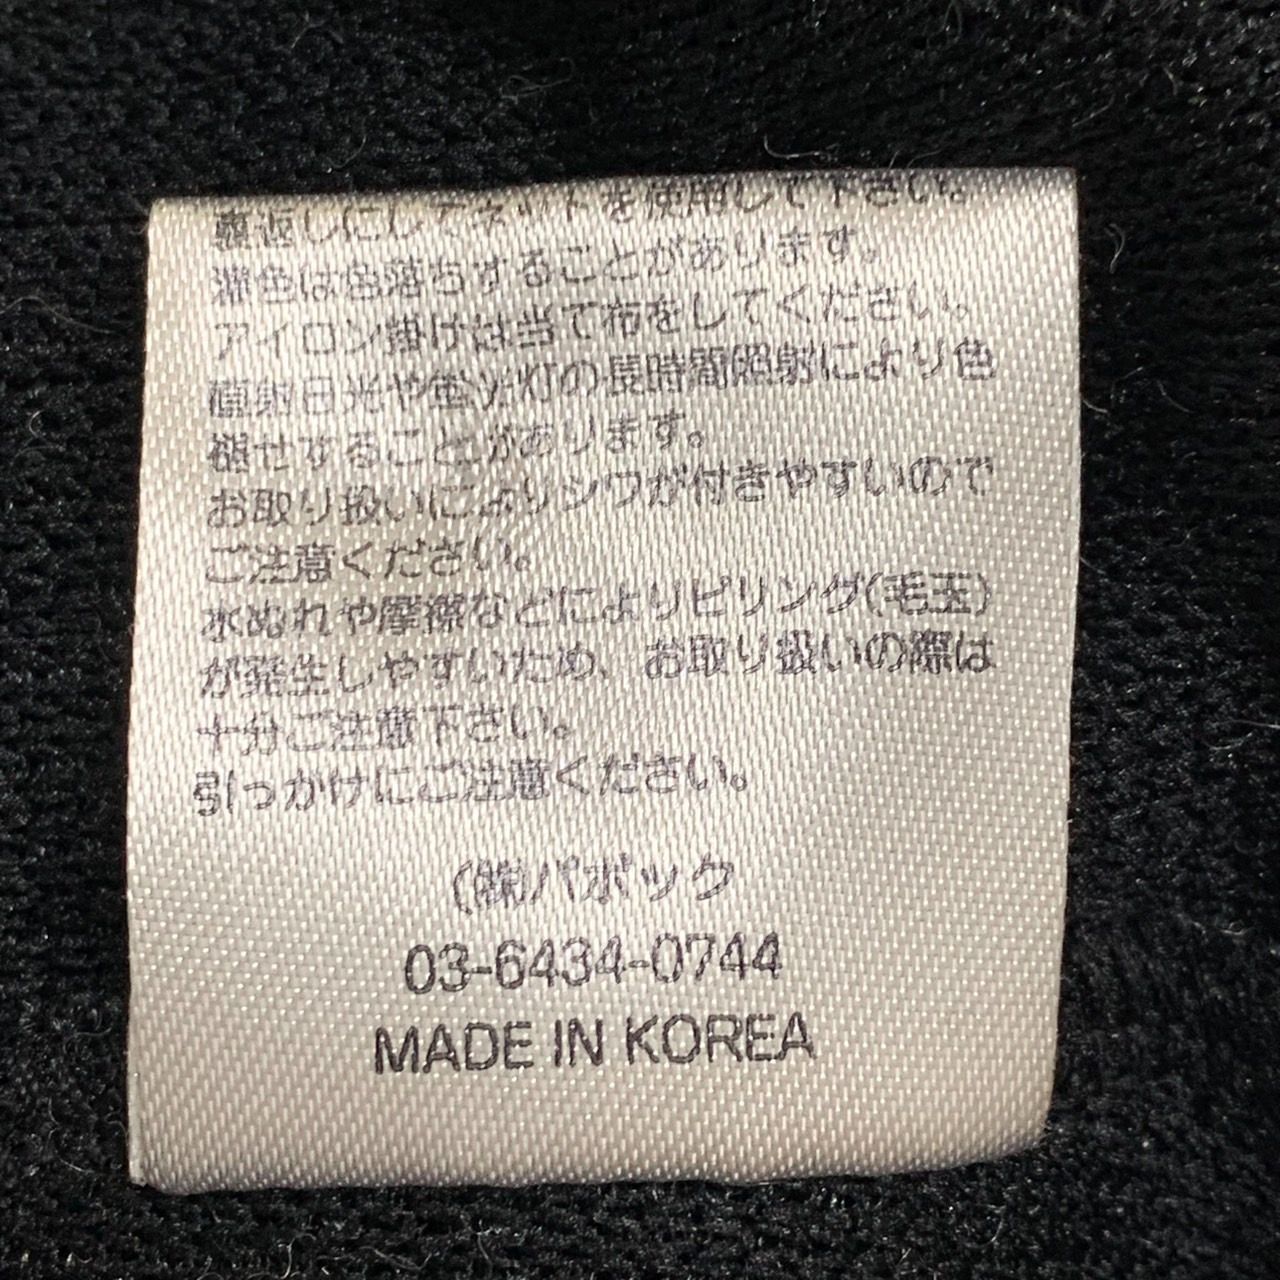 裏返しにしてネットを使用して下さい。
濃色は色落ちすることがあります。
アイロン掛けは当て布をしてください。
直射日光や蛍光灯の長時間照射により色
褪せすることがあります。
お取り扱いによりシワが付きやすいので
ご注意ください。
水ぬれや摩擦などによりピリング(毛玉)
が発生しやすいため、お取り扱いの際は
十分ご注意下さい。
引っかけにご注意ください。
(株)パポック
03-6434-0744
MADE IN KOREA